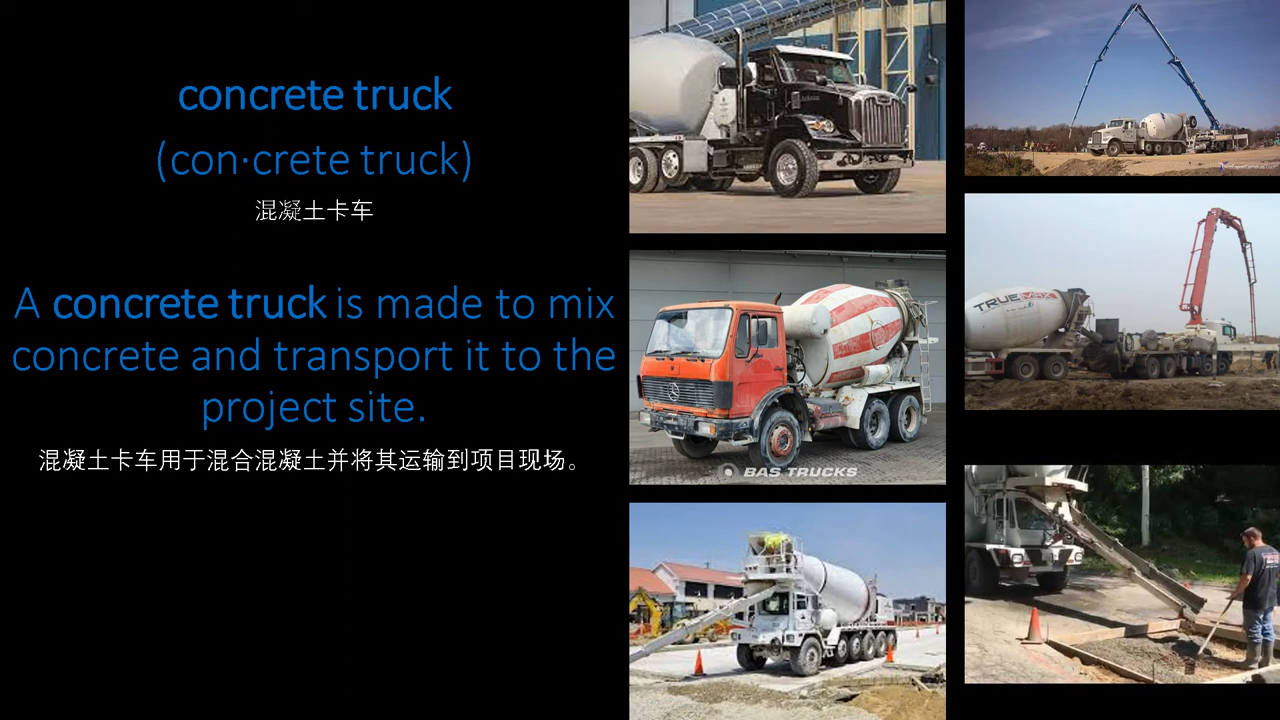 concrete truck
(con·crete truck)
混凝土卡车
A concrete truck is made to mix
concrete and transport it to the
project site.
混凝土卡车用于混合混凝土并将其运输到项目现场。
BAS TRUCKS
TRUEMAX